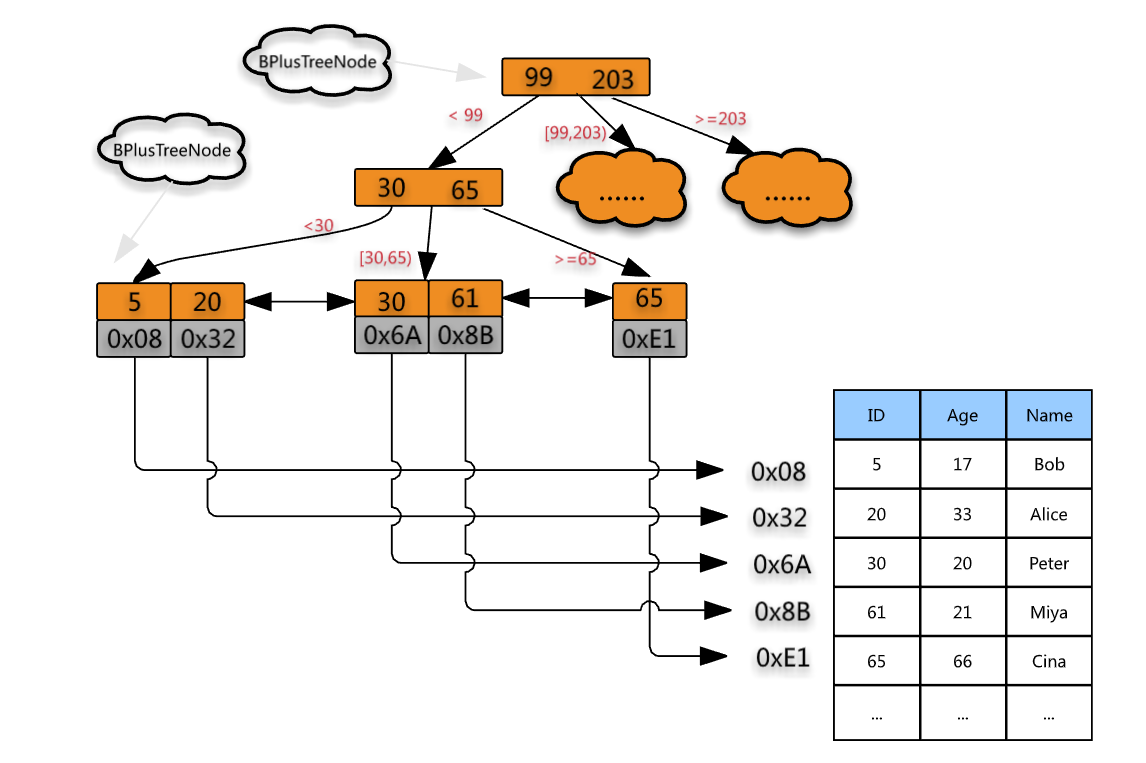 BPlusTreeNode
99 203
< 99
[99,203)
>=203
BPlusTreeNode
30 65
......
......
<30
[30,65)
>=65
5 20
30 61
65
0x08 0x32
0x6A 0x8B
0xE1
ID Age Name
5 17 Bob
0x08
20 33 Alice
0x32
30 20 Peter
0x6A
61 21 Miya
0x8B
65 66 Cina
0xE1
... ... ...